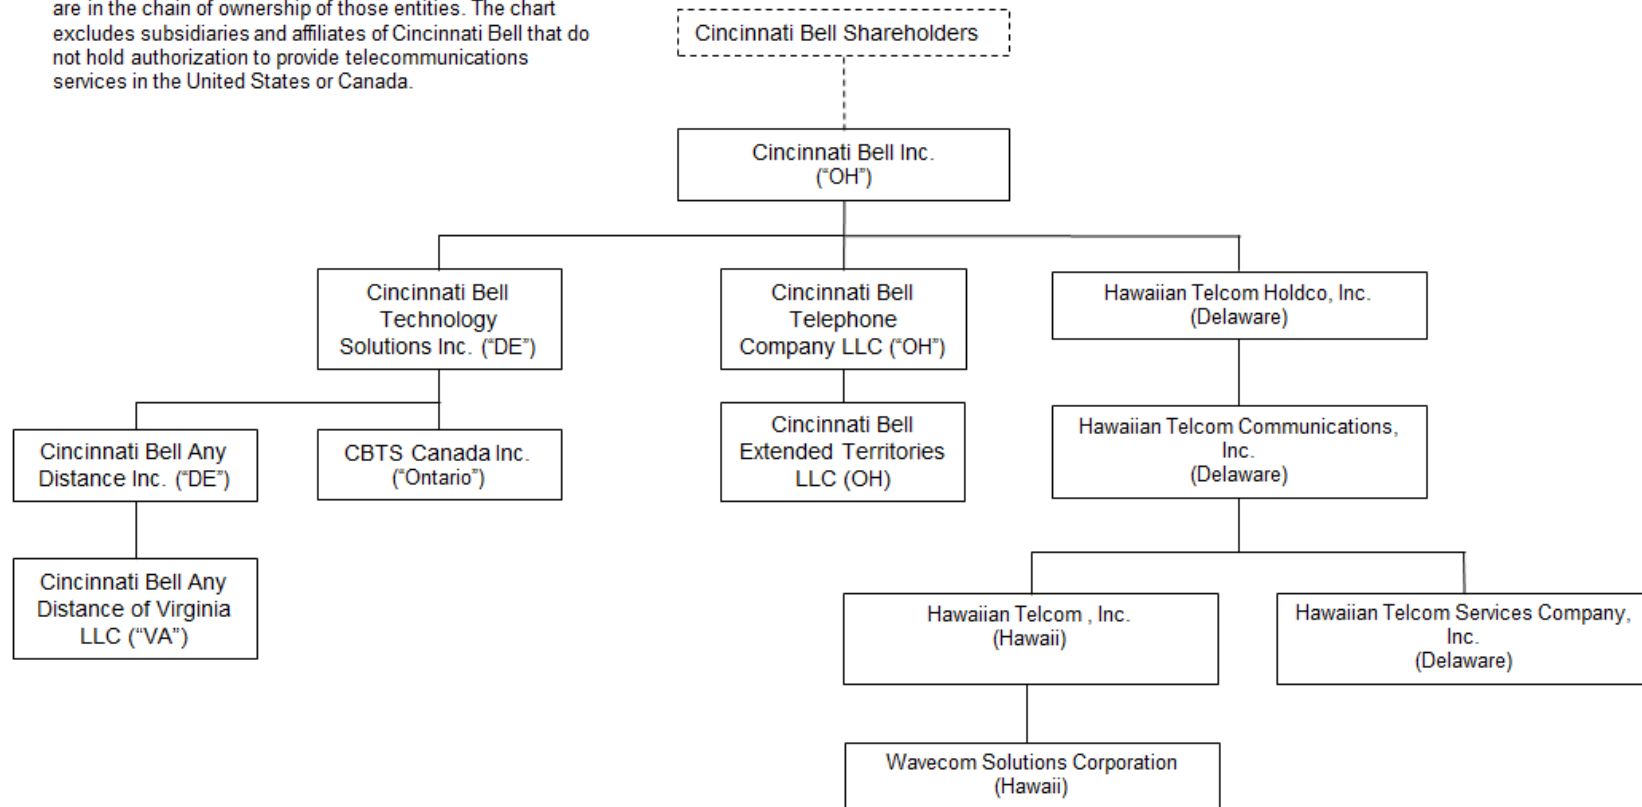 are in the chain of ownership of those entities. The chart
excludes subsidiaries and affiliates of Cincinnati Bell that do
not hold authorization to provide telecommunications
services in the United States or Canada.
Cincinnati Bell Shareholders
Cincinnati Bell Inc.
(“OH”)
Cincinnati Bell
Technology
Solutions Inc. (“DE”)
Cincinnati Bell
Telephone
Company LLC (“OH”)
Hawaiian Telcom Holdco, Inc.
(Delaware)
Cincinnati Bell Any
Distance Inc. (“DE”)
CBTS Canada Inc.
(“Ontario”)
Cincinnati Bell
Extended Territories
LLC (OH)
Hawaiian Telcom Communications,
Inc.
(Delaware)
Cincinnati Bell Any
Distance of Virginia
LLC (“VA”)
Hawaiian Telcom , Inc.
(Hawaii)
Hawaiian Telcom Services Company,
Inc.
(Delaware)
Wavecom Solutions Corporation
(Hawaii)